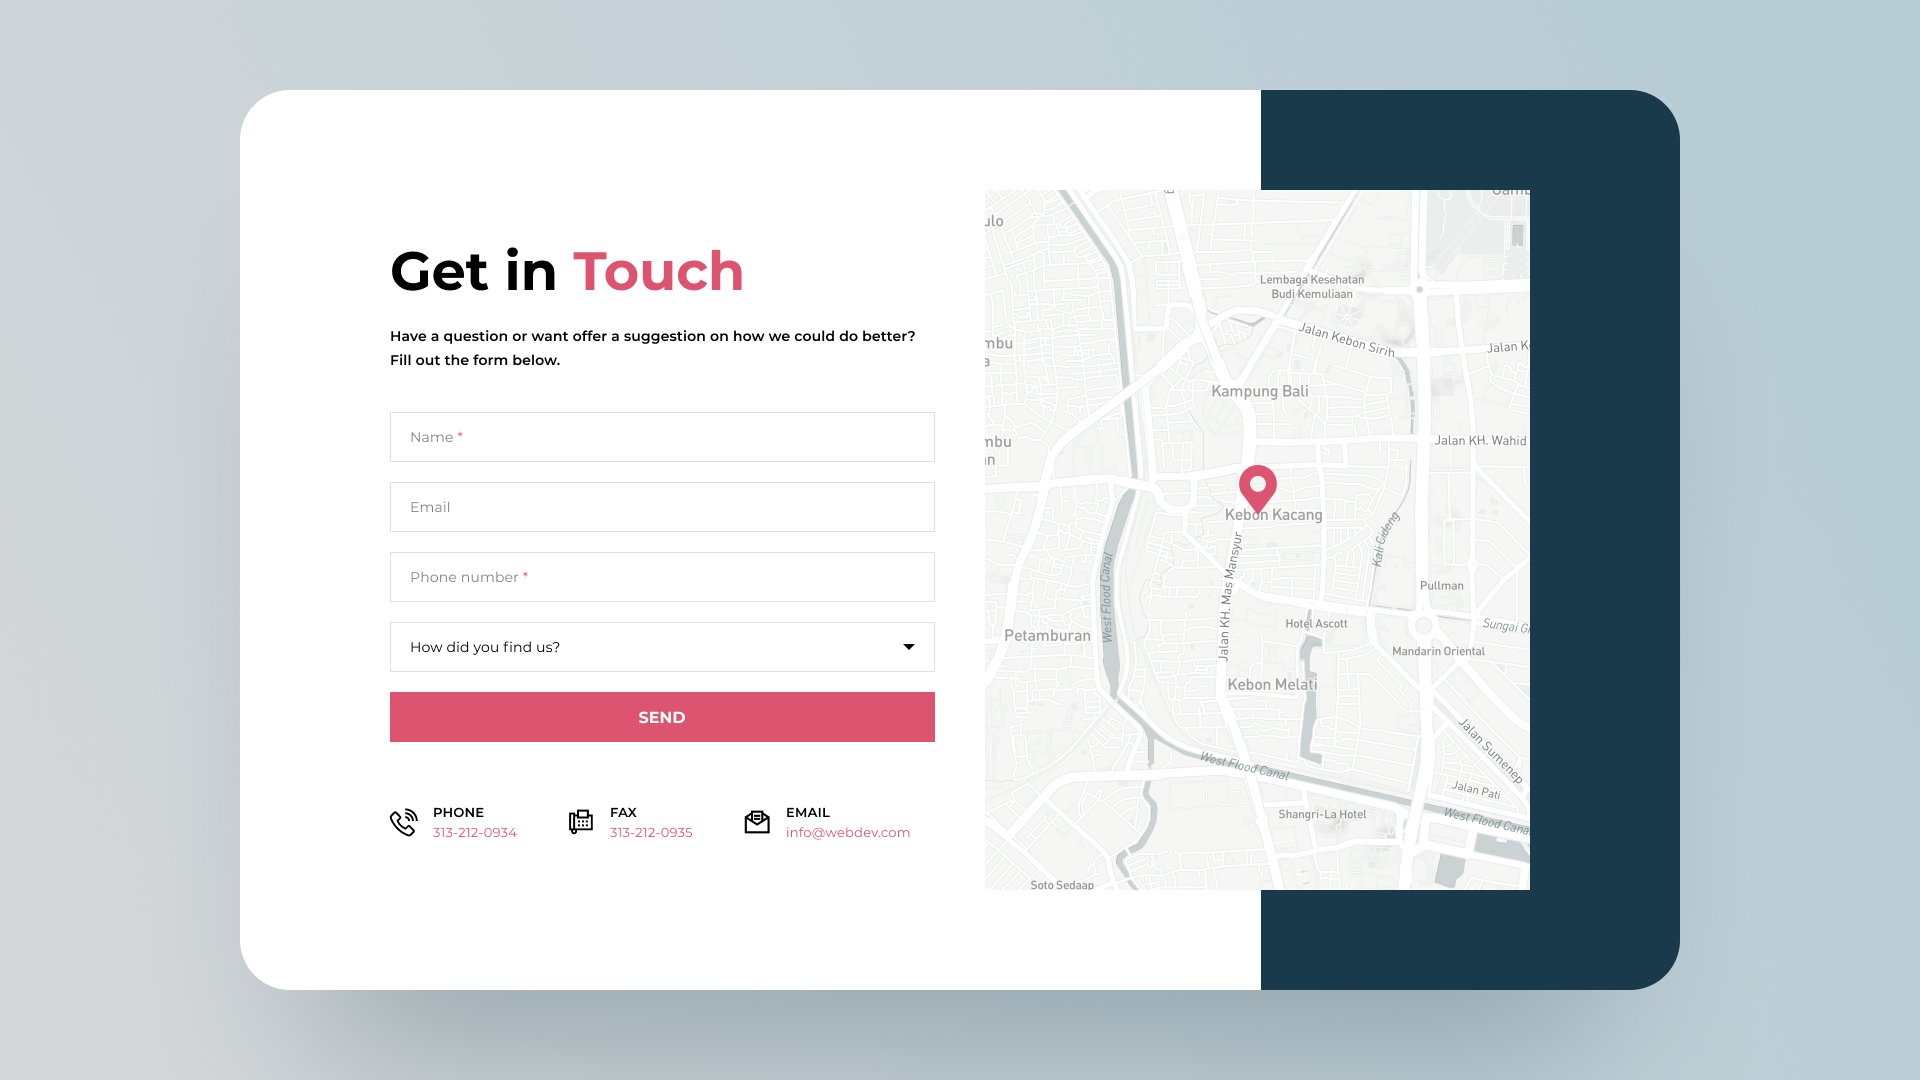 Get in Touch
Have a question or want offer a suggestion on how we could do better?
Fill out the form below.
Name *
Email
Phone number *
How did you find us?
SEND
PHONE
313-212-0934
FAX
313-212-0935
EMAIL
info@webdev.com
ulo
Lembaga Kesehatan
Budi Kemuliaan
Jalan Kebon Sirih
Jalan K
mbu
a
Kampung Bali
Jalan KH. Wahid
mbu
an
Kebon Kacang
Kali Cideng
Jalan KH. Mas Mansyur
West Flood Canal
Pullman
Hotel Ascott
Sungai G
Petamburan
Mandarin Oriental
Kebon Melati
Jalan Sumenep
West Flood Canal
Jalan Pati
Shangri-La Hotel
West Flood Cana
Soto Sedaap